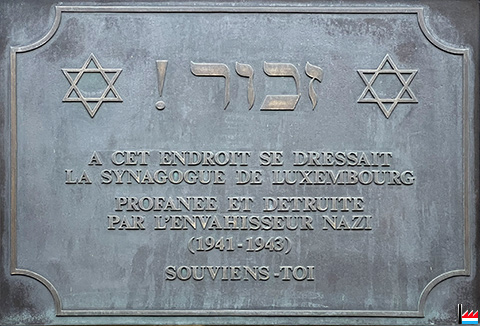 זכור !
A CET ENDROIT SE DRESSAIT
LA SYNAGOGUE DE LUXEMBOURG
PROFANEE ET DETRUITE
PAR L'ENVAHISSEUR NAZI
(1941-1943)
SOUVIENS-TOI